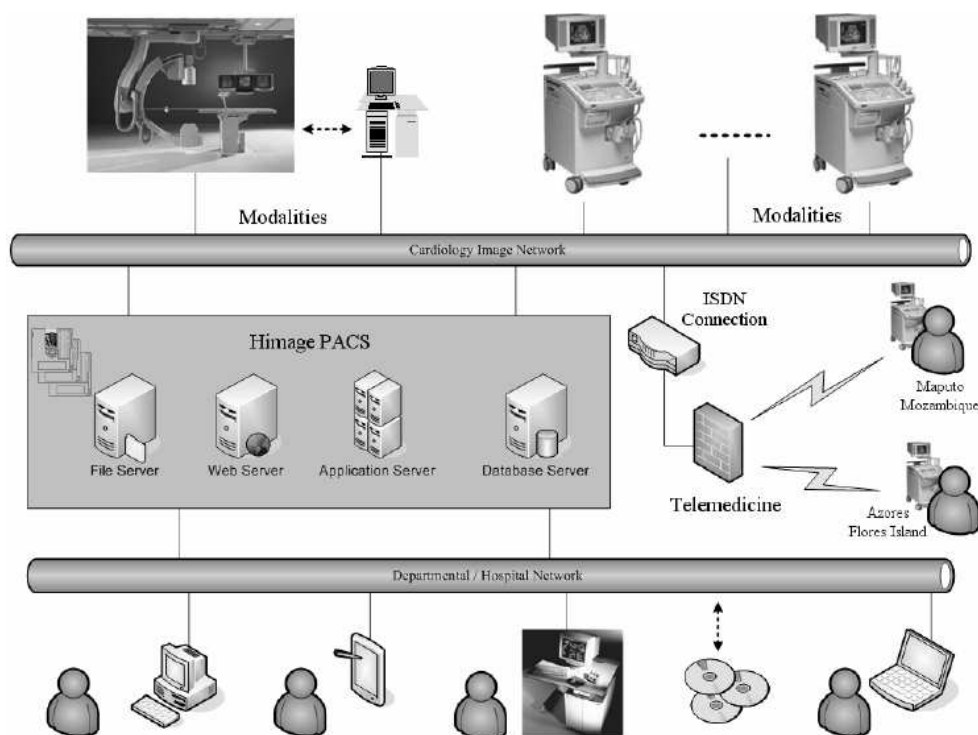 Modalities
Modalities
Cardiology Image Network
ISDN
Connection
Himage PACS
Maputo
Mozambique
File Server
Web Server
Application Server
Database Server
Telemedicine
Azores
Flores Island
Departmental / Hospital Network